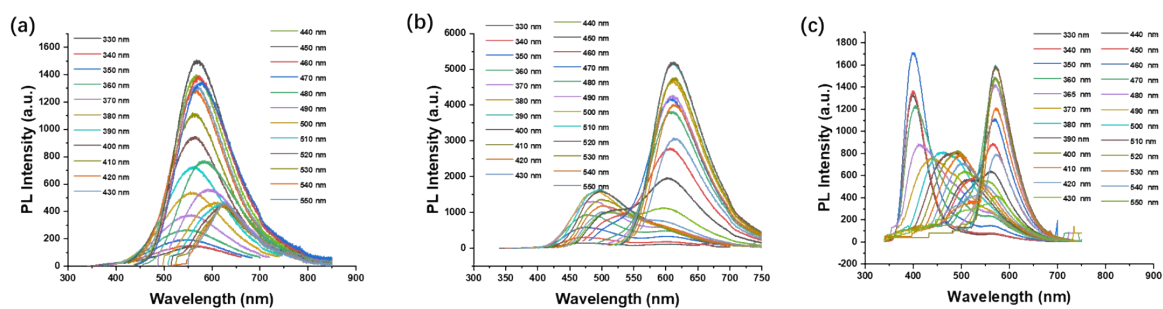 (a)
PL Intensity (a.u.)
1600
1400
1200
1000
800
600
400
200
0
330 nm
340 nm
350 nm
360 nm
370 nm
380 nm
390 nm
400 nm
410 nm
420 nm
430 nm
440 nm
450 nm
460 nm
470 nm
480 nm
490 nm
500 nm
510 nm
520 nm
530 nm
540 nm
550 nm
300 400 500 600 700 800 900
Wavelength (nm)
(b)
PL Intensity (a.u.)
6000
5000
4000
3000
2000
1000
0
330 nm
340 nm
350 nm
360 nm
370 nm
380 nm
390 nm
400 nm
410 nm
420 nm
430 nm
440 nm
450 nm
460 nm
470 nm
480 nm
490 nm
500 nm
510 nm
520 nm
530 nm
540 nm
550 nm
300 350 400 450 500 550 600 650 700 750
Wavelength (nm)
(c)
PL Intensity (a.u.)
1800
1600
1400
1200
1000
800
600
400
200
0
-200
330 nm
340 nm
350 nm
360 nm
365 nm
370 nm
380 nm
390 nm
400 nm
410 nm
420 nm
430 nm
440 nm
450 nm
460 nm
470 nm
480 nm
490 nm
500 nm
510 nm
520 nm
530 nm
540 nm
550 nm
300 400 500 600 700 800 900
Wavelength (nm)